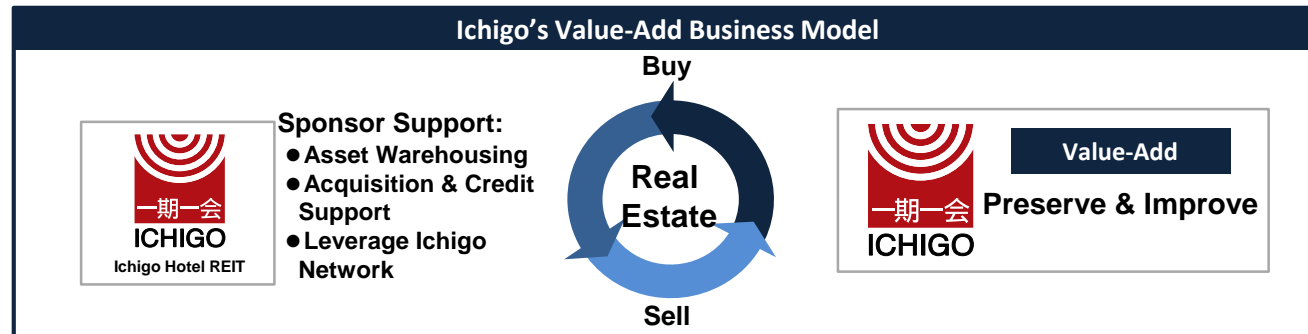 Ichigo's Value-Add Business Model
一期一会
ICHIGO
Ichigo Hotel REIT
Sponsor Support:
●Asset Warehousing
●Acquisition & Credit
Support
●Leverage Ichigo
Network
Buy
Real
Estate
Sell
一期一会
ICHIGO
Value-Add
Preserve & Improve